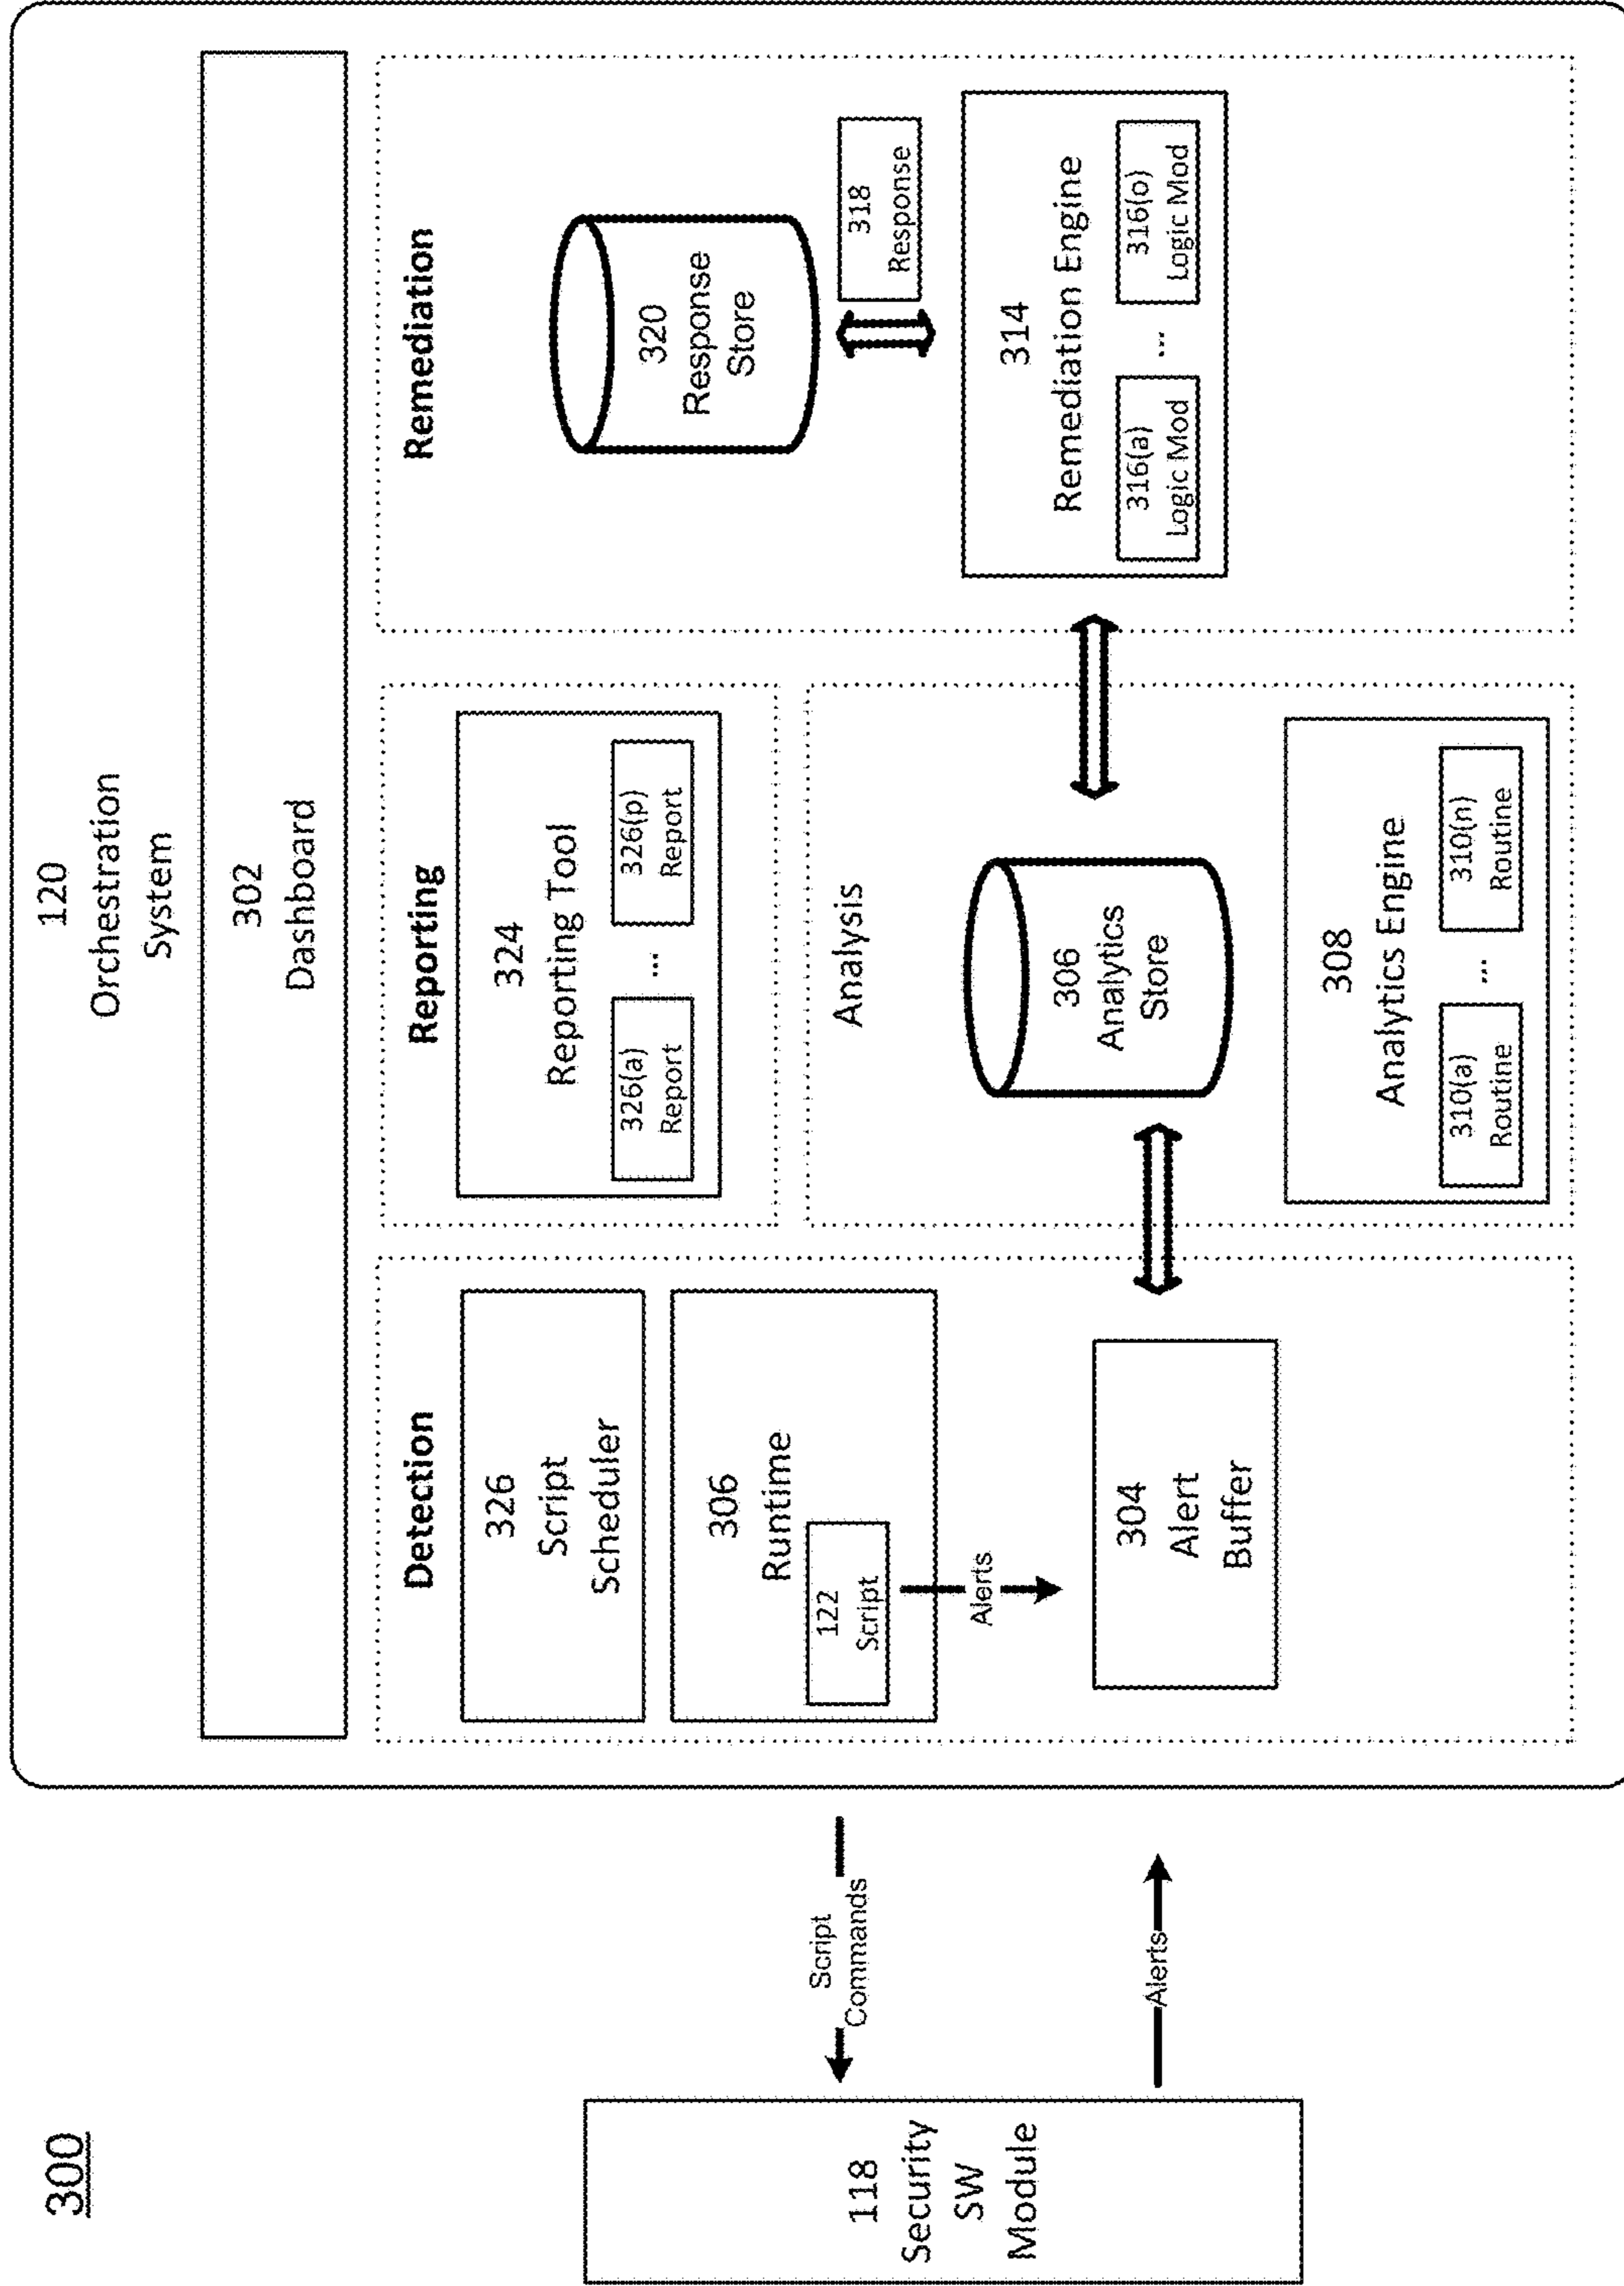 300
118
Security
SW
Module
Script
Commands
Alerts
120
Orchestration
System
302
Dashboard
Detection
326
Script
Scheduler
306
Runtime
122
Script
Alerts
304
Alert
Buffer
Reporting
324
Reporting Tool
326(a)
Report
...
326(p)
Report
Analysis
306
Analytics
Store
308
Analytics Engine
310(a)
Routine
...
310(n)
Routine
Remediation
320
Response
Store
318
Response
314
Remediation Engine
316(a)
Logic Mod
...
316(o)
Logic Mod